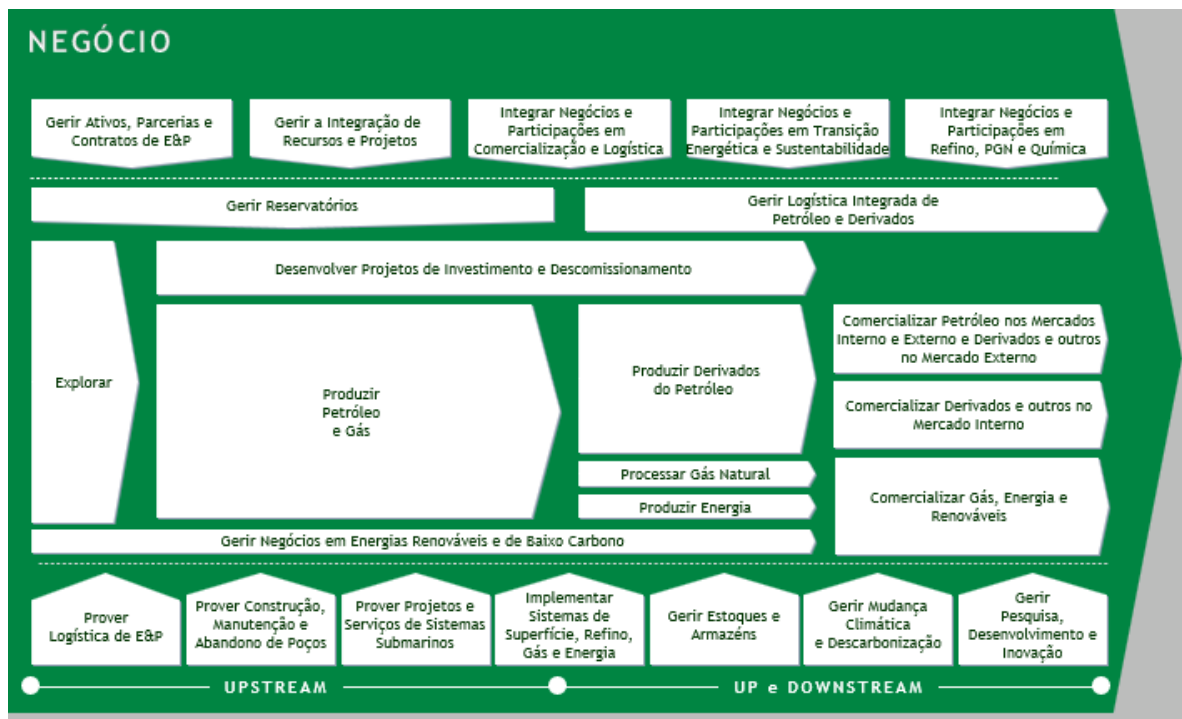 NEGÓCIO
Gerir Ativos, Parcerias e
Contratos de E&P
Gerir a Integração de
Recursos e Projetos
Integrar Negócios e
Participações em
Comercialização e Logística
Integrar Negócios e
Participações em Transição
Energética e Sustentabilidade
Integrar Negócios e
Participações em
Refino, PGN e Química
Gerir Reservatórios
Gerir Logística Integrada de
Petróleo e Derivados
Explorar
Desenvolver Projetos de Investimento e Descomissionamento
Produzir
Petróleo
e Gás
Produzir Derivados
do Petróleo
Processar Gás Natural
Produzir Energia
Comercializar Petróleo nos Mercados
Interno e Externo e Derivados e outros
no Mercado Externo
Comercializar Derivados e outros no
Mercado Interno
Comercializar Gás, Energia e
Renováveis
Gerir Negócios em Energias Renováveis e de Baixo Carbono
Prover
Logística de E&P
Prover Construção,
Manutenção e
Abandono de Poços
Prover Projetos e
Serviços de Sistemas
Submarinos
Implementar
Sistemas de
Superfície, Refino,
Gás e Energia
Gerir Estoques e
Armazéns
Gerir Mudança
Climática
e Descarbonização
Gerir
Pesquisa,
Desenvolvimento e
Inovação
UPSTREAM
UP e DOWNSTREAM